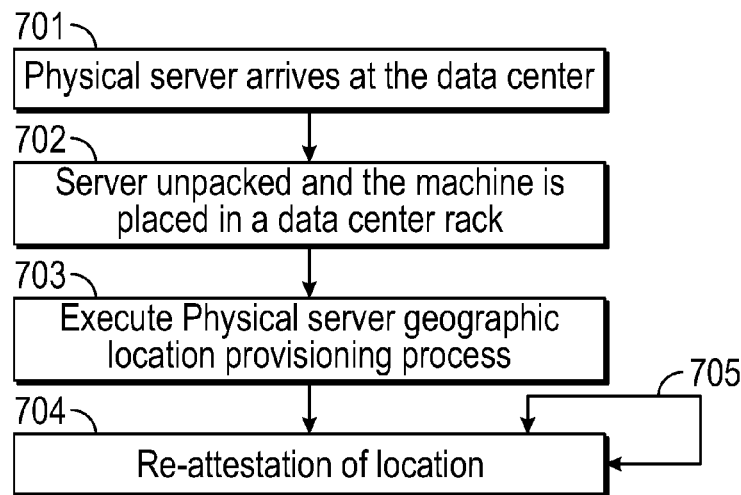 701
Physical server arrives at the data center
702
Server unpacked and the machine is
placed in a data center rack
703
Execute Physical server geographic
location provisioning process
705
704
Re-attestation of location